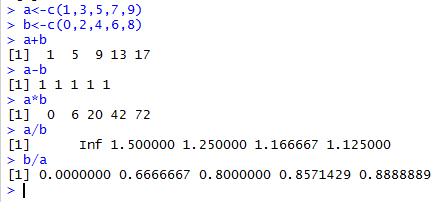 > a<-c(1,3,5,7,9)
> b<-c(0,2,4,6,8)
> a+b
[1]  1  5  9 13 17
> a-b
[1] 1 1 1 1 1
> a*b
[1]  0  6 20 42 72
> a/b
[1]      Inf 1.500000 1.250000 1.166667 1.125000
> b/a
[1] 0.0000000 0.6666667 0.8000000 0.8571429 0.8888889
>